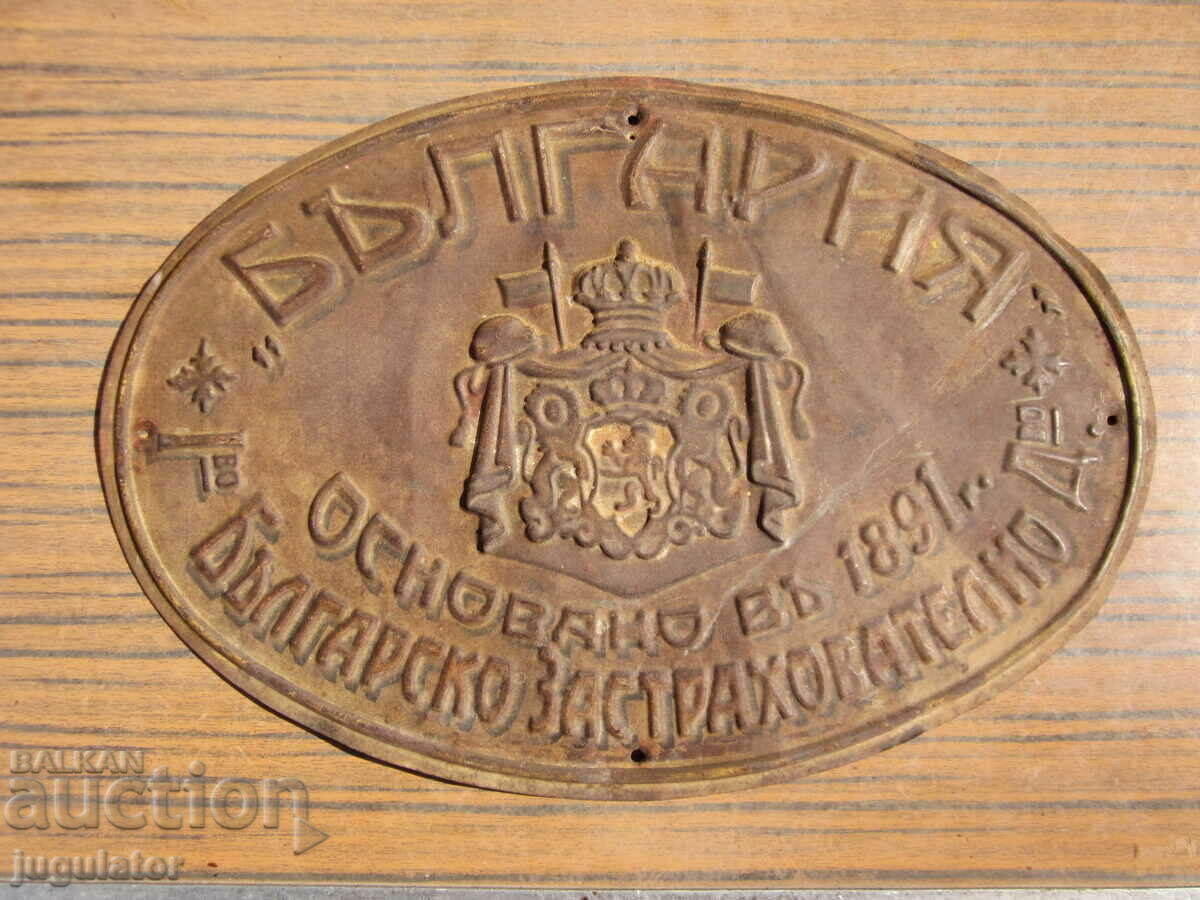 „БЪЛГАРИЯ”
ОСНОВАНО ВЪ 1891 г.
I ВО БЪЛГАРСКО ЗАСТРАХОВАТЕЛНО Д ВО
BALKAN
auction
jugulator